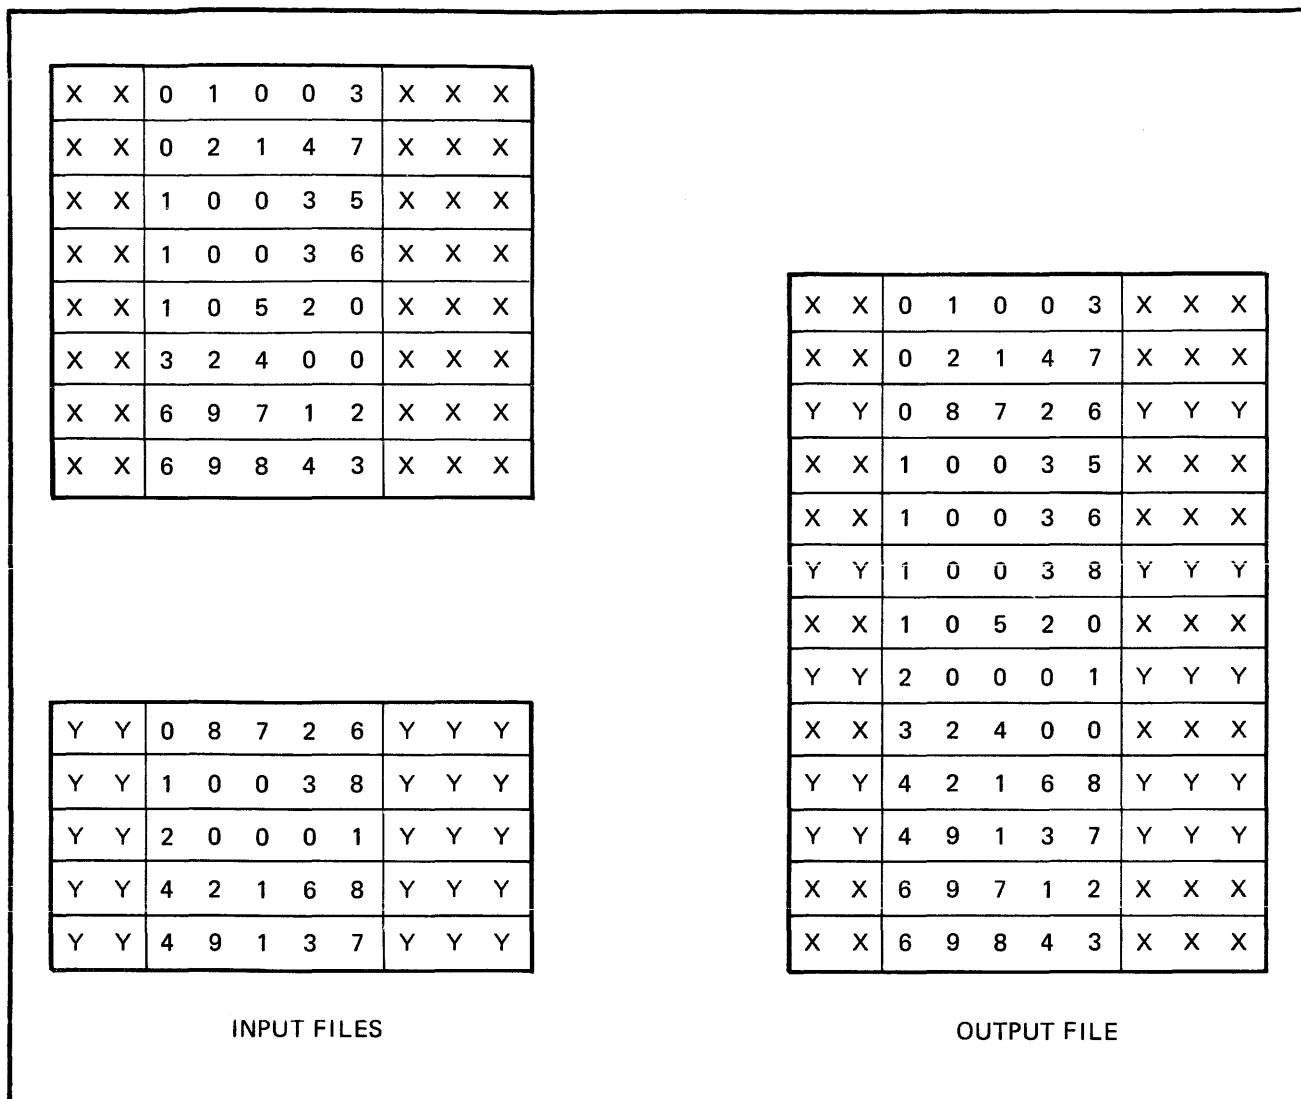 X X 0 1 0 0 3 X X X
X X 0 2 1 4 7 X X X
X X 1 0 0 3 5 X X X
X X 1 0 0 3 6 X X X
X X 1 0 5 2 0 X X X
X X 3 2 4 0 0 X X X
X X 6 9 7 1 2 X X X
X X 6 9 8 4 3 X X X
Y Y 0 8 7 2 6 Y Y Y
Y Y 1 0 0 3 8 Y Y Y
Y Y 2 0 0 0 1 Y Y Y
Y Y 4 2 1 6 8 Y Y Y
Y Y 4 9 1 3 7 Y Y Y
INPUT FILES
X X 0 1 0 0 3 X X X
X X 0 2 1 4 7 X X X
Y Y 0 8 7 2 6 Y Y Y
X X 1 0 0 3 5 X X X
X X 1 0 0 3 6 X X X
Y Y 1 0 0 3 8 Y Y Y
X X 1 0 5 2 0 X X X
Y Y 2 0 0 0 1 Y Y Y
X X 3 2 4 0 0 X X X
Y Y 4 2 1 6 8 Y Y Y
Y Y 4 9 1 3 7 Y Y Y
X X 6 9 7 1 2 X X X
X X 6 9 8 4 3 X X X
OUTPUT FILE